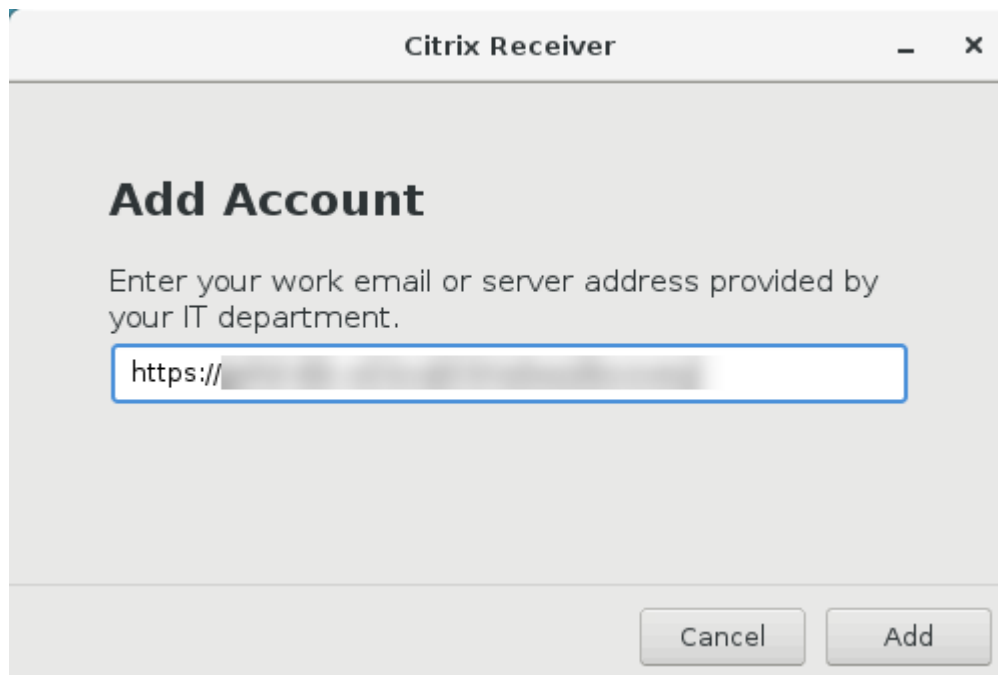 Citrix Receiver
Add Account
Enter your work email or server address provided by
your IT department.
https://
Cancel
Add